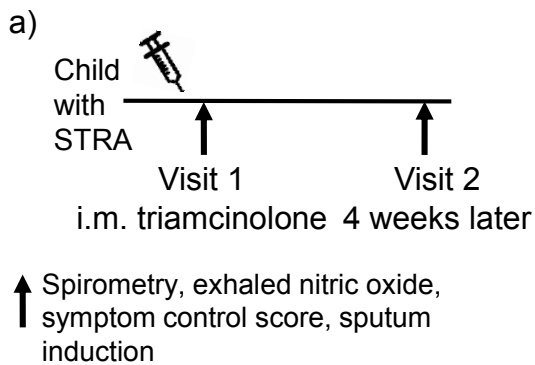 a)
Child
with
STRA
Visit 1 Visit 2
i.m. triamcinolone 4 weeks later
Spirometry, exhaled nitric oxide,
symptom control score, sputum
induction